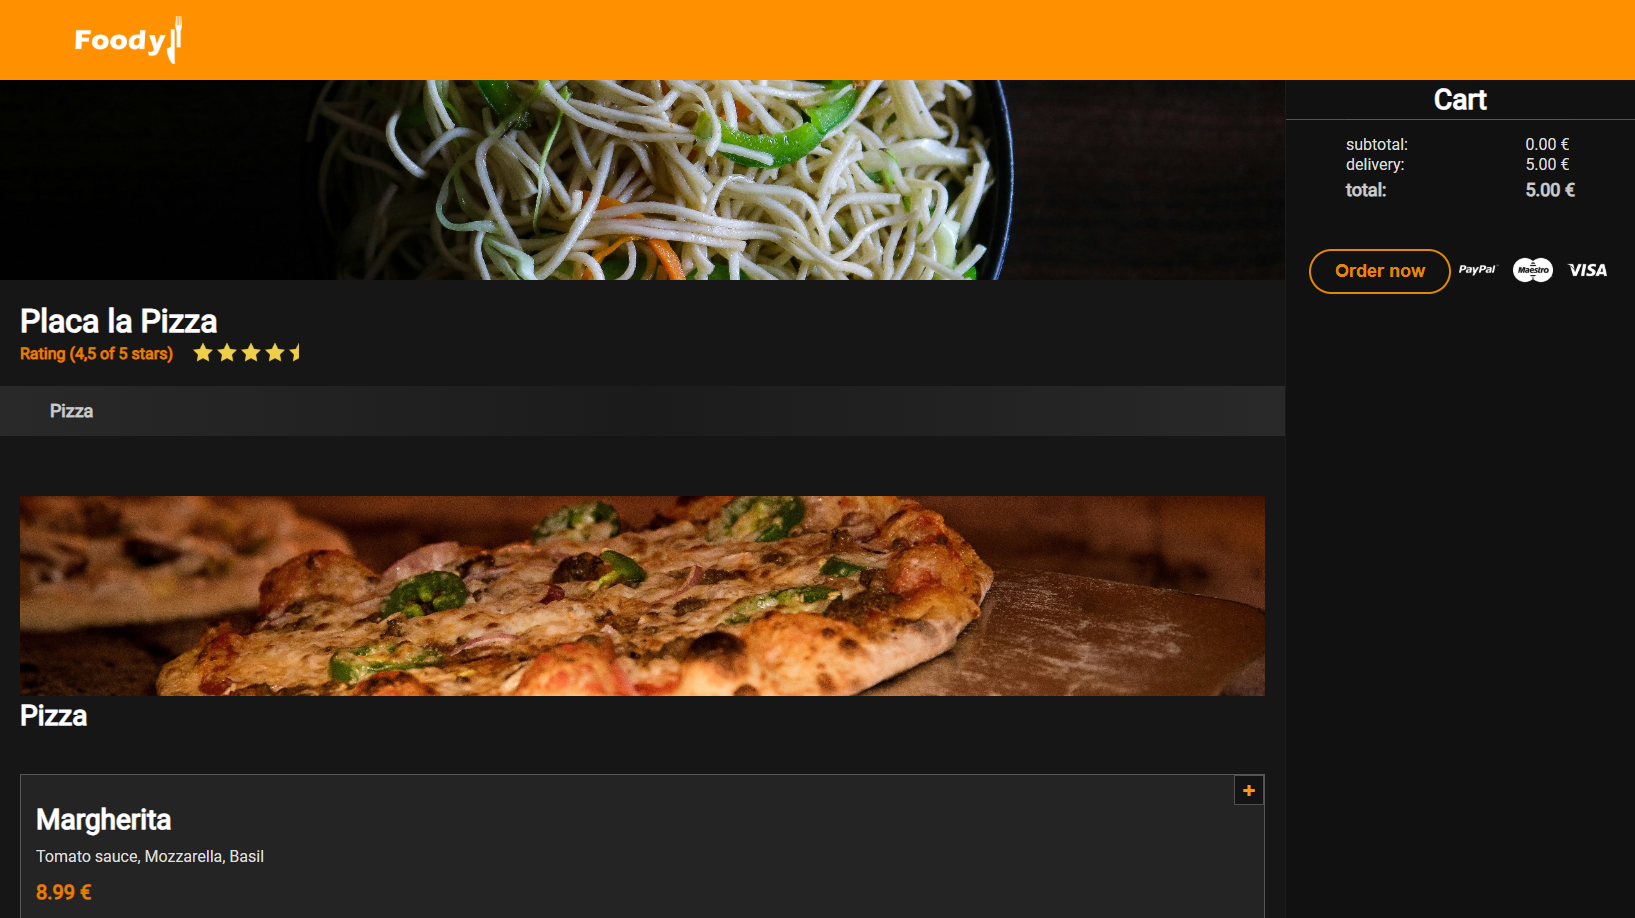 Foody
Cart
subtotal: 0.00 €
delivery: 5.00 €
total: 5.00 €
Order now PayPal Maestro VISA
Placa la Pizza
Rating (4,5 of 5 stars)
Pizza
Pizza
+
Margherita
Tomato sauce, Mozzarella, Basil
8.99 €